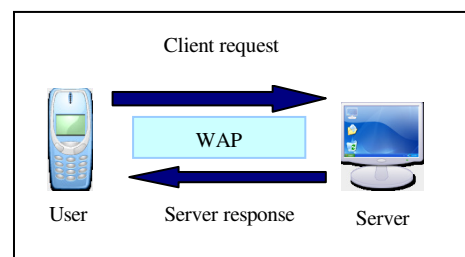 Client request
WAP
User
Server response
Server